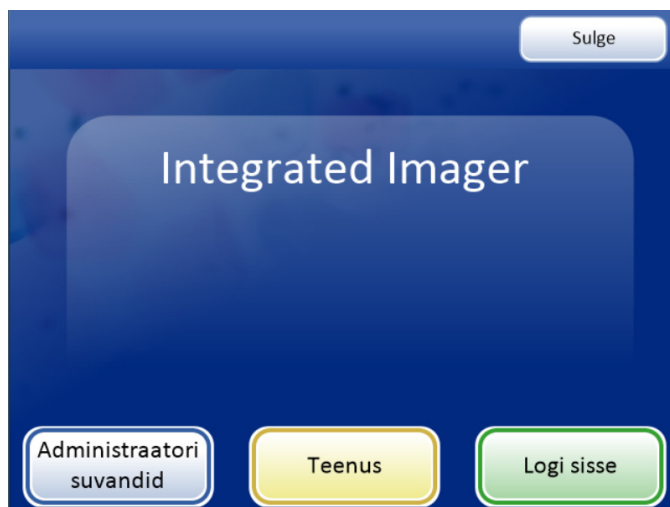 Sulge
Integrated Imager
Administraatori
suvandid
Teenus
Logi sisse